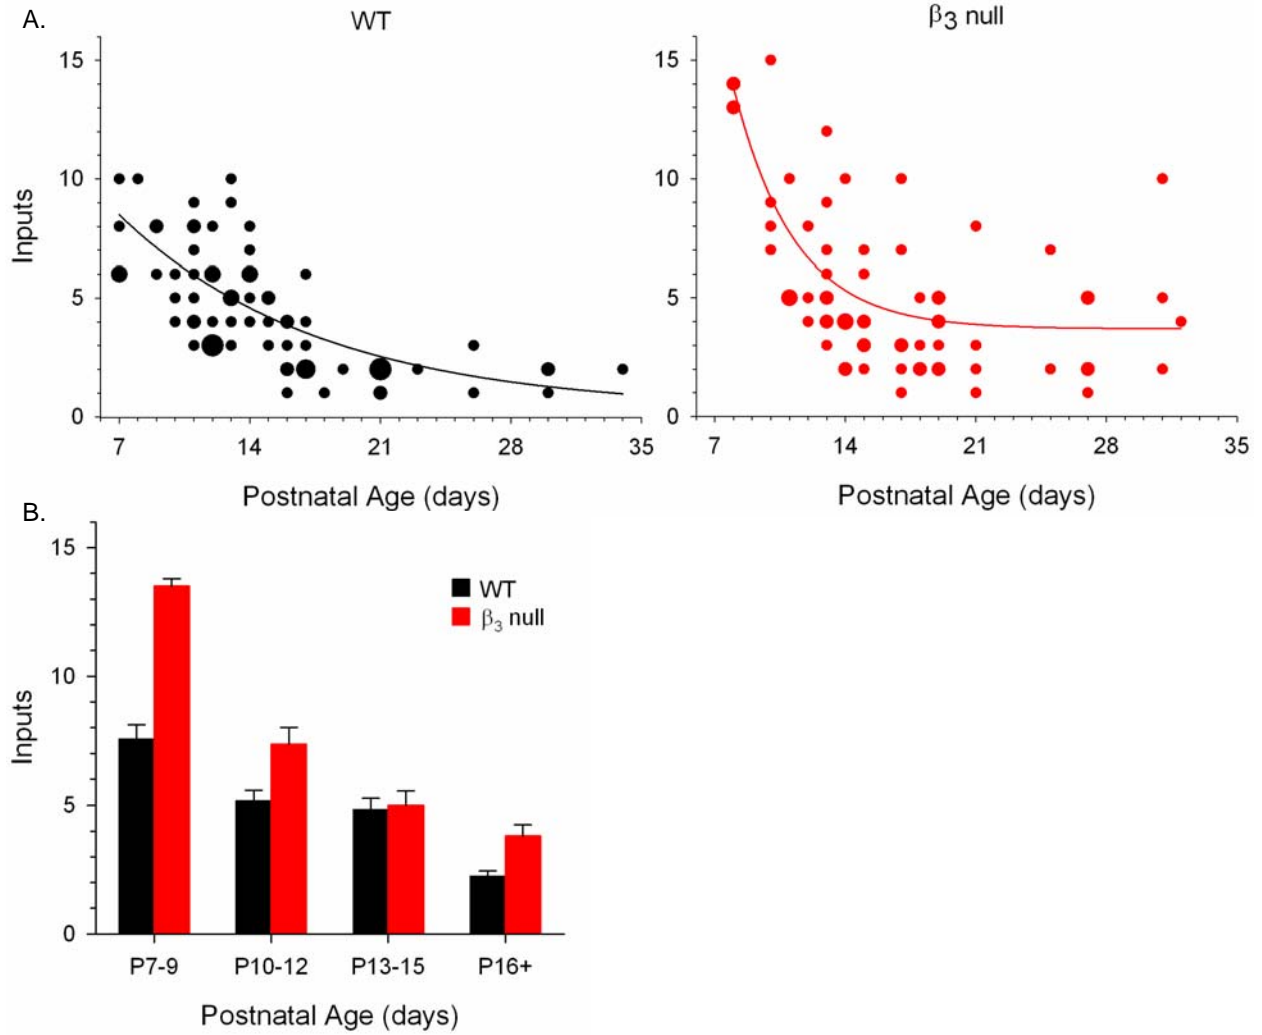 A.
WT
β3 null
15
10
5
0
Inputs
7 14 21 28 35
Postnatal Age (days)
15
10
5
0
7 14 21 28 35
Postnatal Age (days)
B.
15
10
5
0
Inputs
WT
β3 null
P7-9 P10-12 P13-15 P16+
Postnatal Age (days)